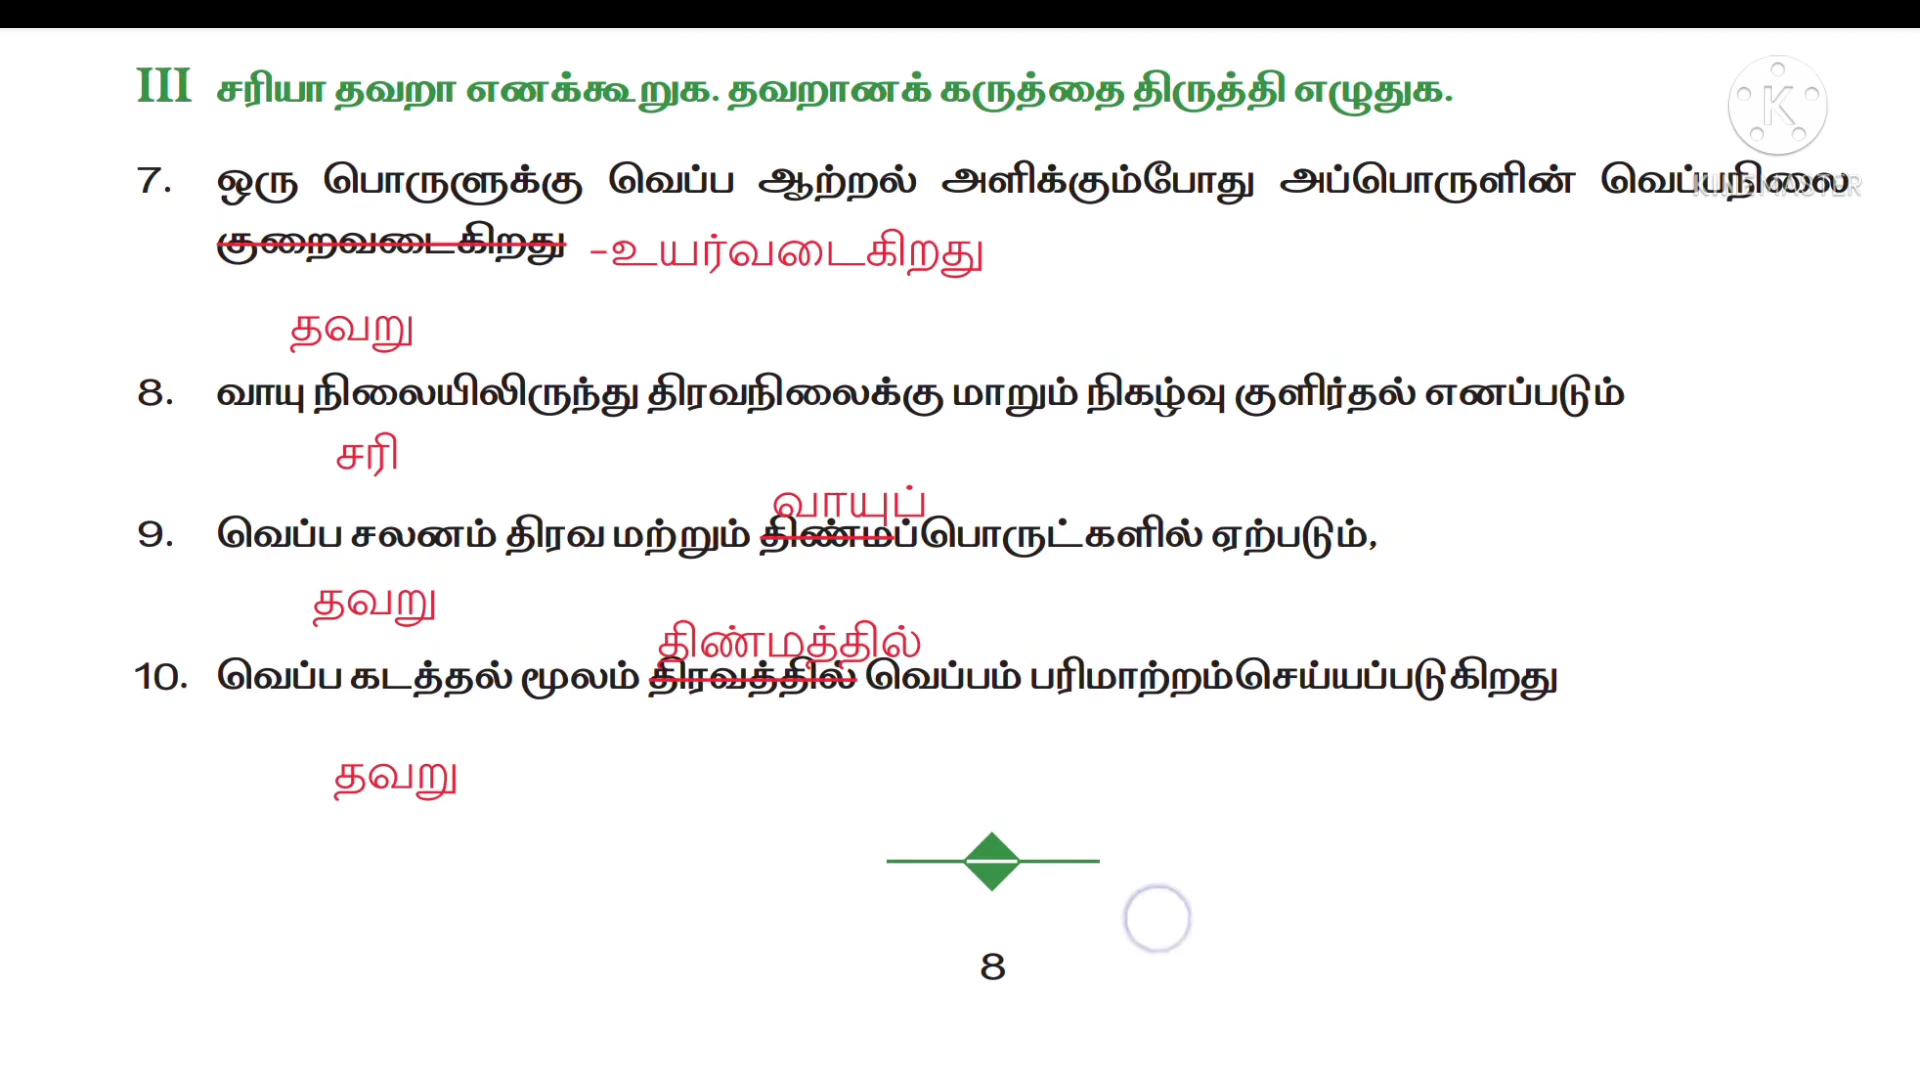 III சரியா தவறா எனக்கூறுக. தவறானக் கருத்தை திருத்தி எழுதுக.
7. ஒரு பொருளுக்கு வெப்ப ஆற்றல் அளிக்கும்போது அப்பொருளின் வெப்பநிலை
KINEMASTER
குறைவடைகிறது -உயர்வடைகிறது
தவறு
8. வாயு நிலையிலிருந்து திரவநிலைக்கு மாறும் நிகழ்வு குளிர்தல் எனப்படும்
சரி
வாயுப்
9. வெப்ப சலனம் திரவ மற்றும் திண்மப்பொருட்களில் ஏற்படும்,
தவறு
திண்மத்தில்
10. வெப்ப கடத்தல் மூலம் திரவத்தில் வெப்பம் பரிமாற்றம்செய்யப்படுகிறது
தவறு
8